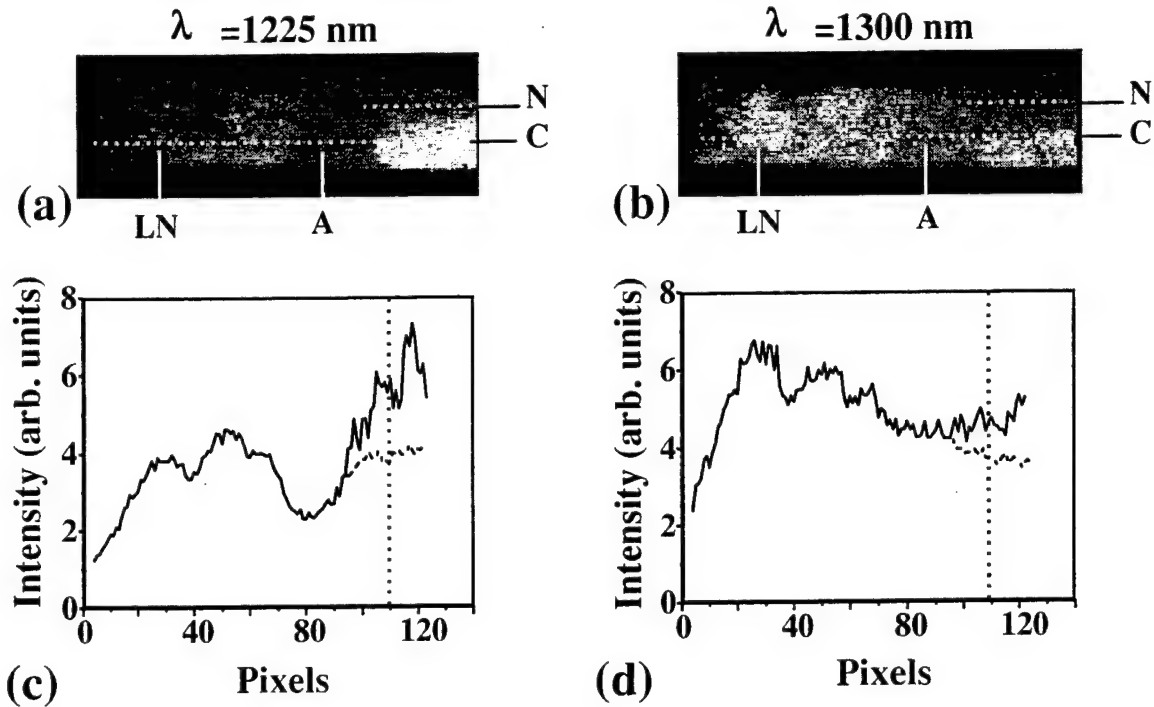 λ =1225 nm
λ =1300 nm
N
C
N
C
(a)
LN
A
(b)
LN
A
Intensity (arb. units)
8
6
4
2
0
0
40
80
120
Pixels
(c)
Intensity (arb. units)
8
6
4
2
0
0
40
80
120
Pixels
(d)